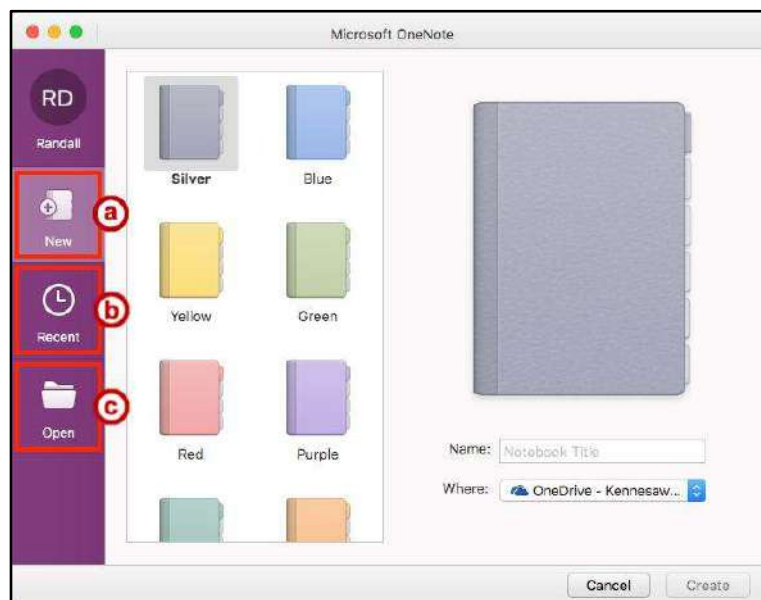 Microsoft OneNote
RD
Randall
New
a
Recent
b
Open
c
Silver
Blue
Yellow
Green
Red
Purple
Name: Notebook Title
Where: OneDrive - Kennesaw...
Cancel
Create